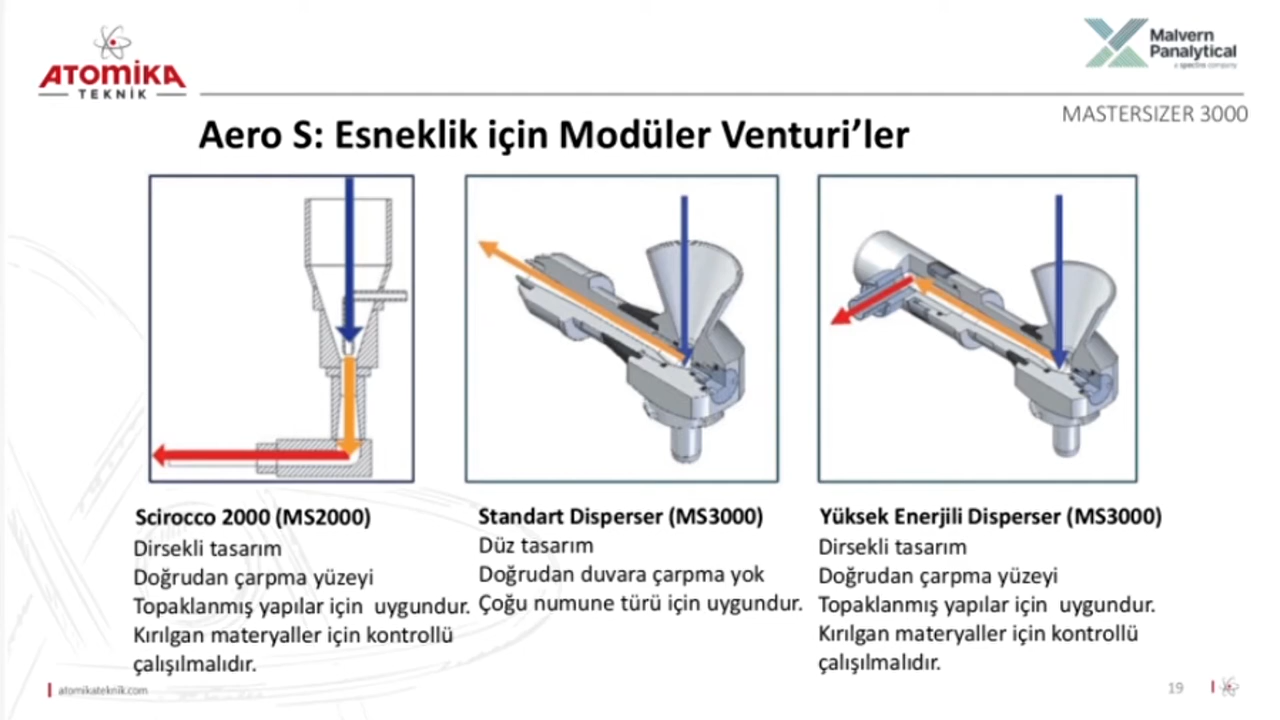 ATOMİKA
TEKNİK
Malvern
Panalytical
a spectris company
MASTERSIZER 3000
Aero S: Esneklik için Modüler Venturi’ler
Scirocco 2000 (MS2000)
Dirsekli tasarım
Doğrudan çarpma yüzeyi
Topaklanmış yapılar için uygundur.
Kırılgan materyaller için kontrollü
çalışılmalıdır.
Standart Disperser (MS3000)
Düz tasarım
Doğrudan duvara çarpma yok
Çoğu numune türü için uygundur.
Yüksek Enerjili Disperser (MS3000)
Dirsekli tasarım
Doğrudan çarpma yüzeyi
Topaklanmış yapılar için uygundur.
Kırılgan materyaller için kontrollü
çalışılmalıdır.
atomikateknik.com
19